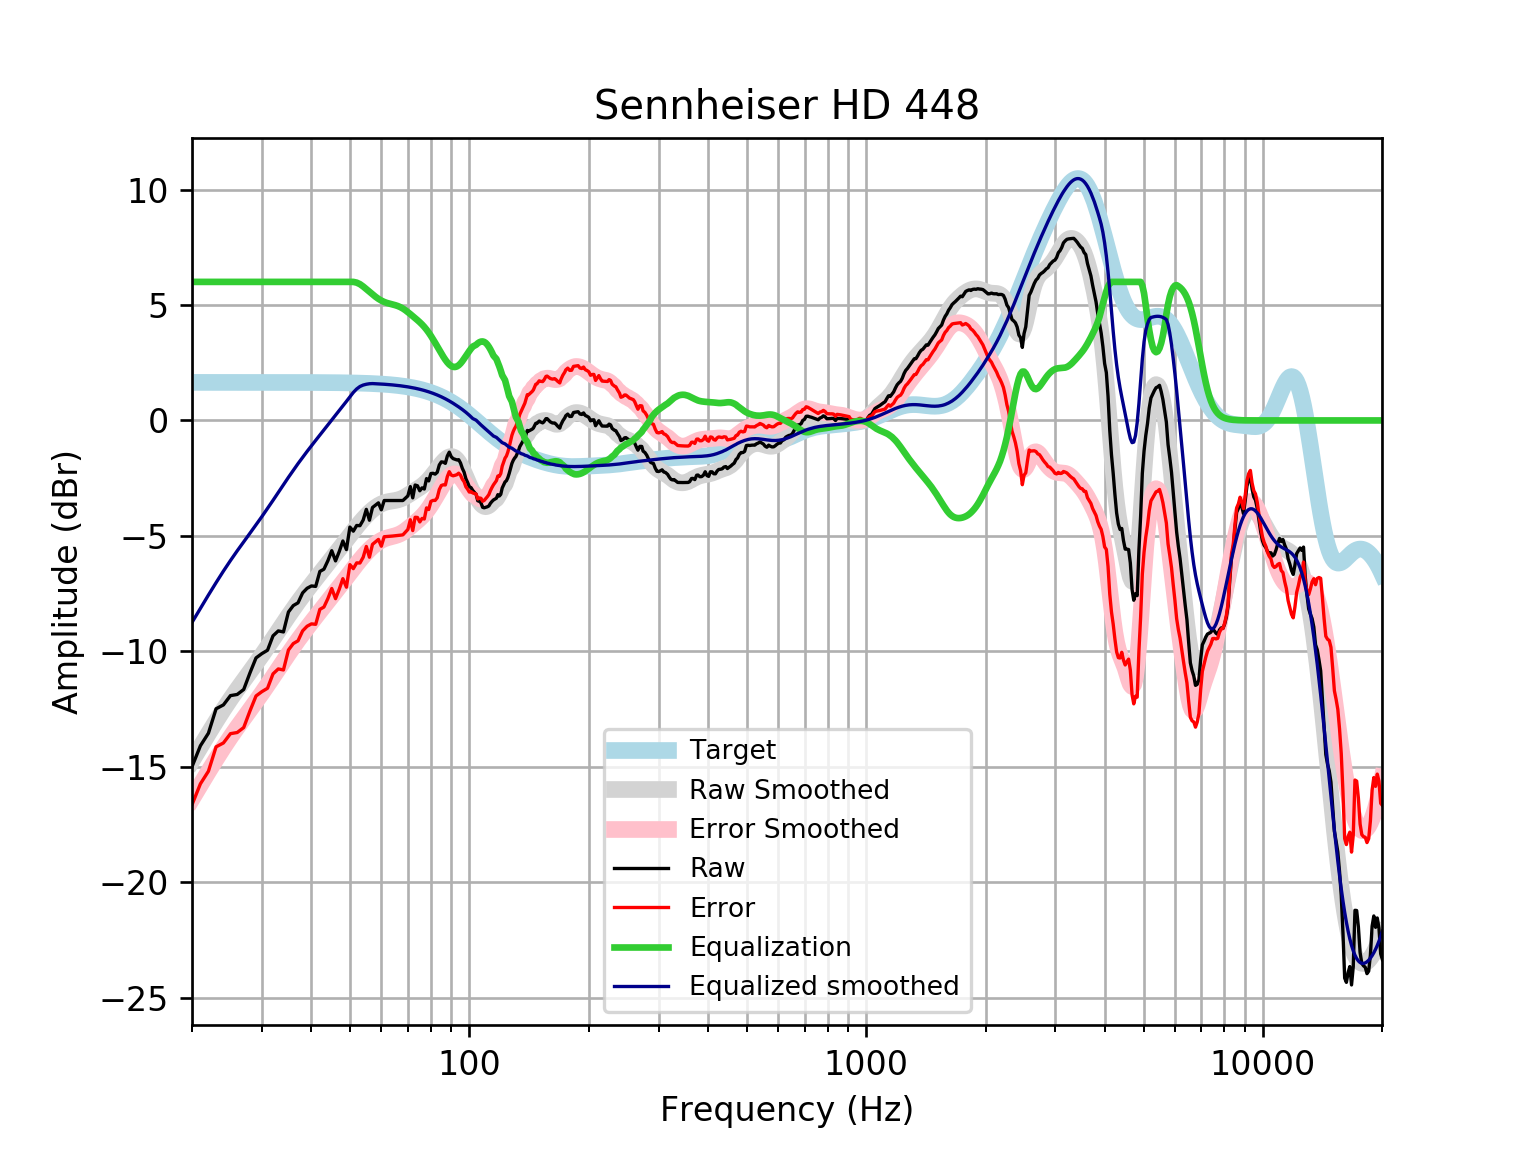 Sennheiser HD 448
Amplitude (dBr)
10
5
0
−5
−10
−15
−20
−25
Target
Raw Smoothed
Error Smoothed
Raw
Error
Equalization
Equalized smoothed
100 1000 10000
Frequency (Hz)